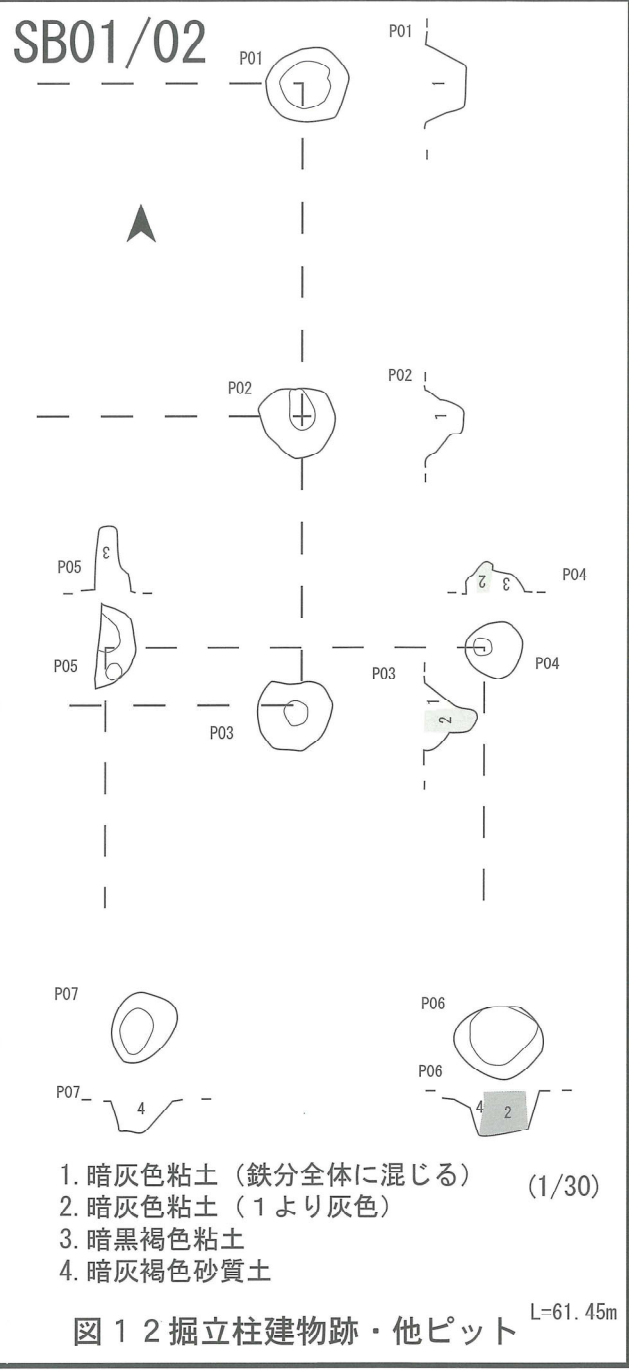 SB01/02
P01
P01
1
P02
P02
1
P05
3
2
3
P04
P05
P04
P03
1
2
P03
P07
P06
P07
4
P06
4
2
1. 暗灰色粘土（鉄分全体に混じる）
(1/30)
2. 暗灰色粘土（１より灰色）
3. 暗黒褐色粘土
4. 暗灰褐色砂質土
L=61.45m
図１２掘立柱建物跡・他ピット